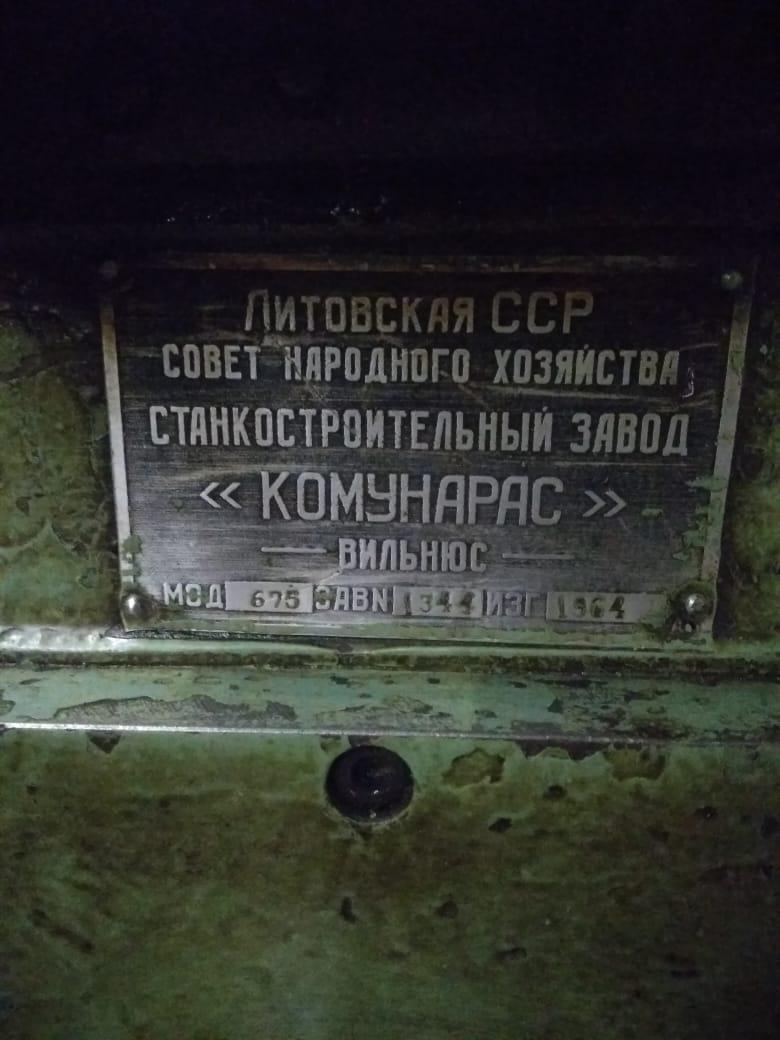 ЛИТОВСКАЯ ССР
СОВЕТ НАРОДНОГО ХОЗЯЙСТВА
СТАНКОСТРОИТЕЛЬНЫЙ ЗАВОД
«КОМУНАРАС»
— ВИЛЬНЮС —
МОД 675 ЗАВN 1344 ИЗГ 1964